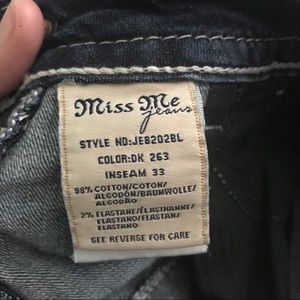 Miss Me
jeans
STYLE NO:JE8202BL
COLOR:DK 263
INSEAM 33
98% COTTON/COTON/
ALGODÓN/BAUMWOLLE/
ALGODÃO
2% ELASTANE/ÉLASTHANNE/
ELASTANO/ELASTAN/
ELASTANO
SEE REVERSE FOR CARE